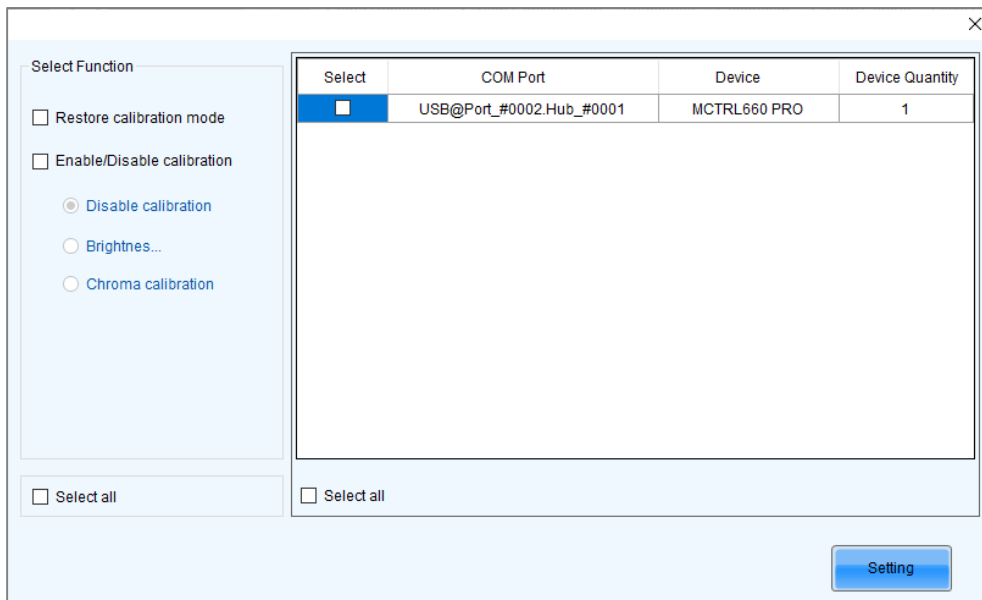 Select Function
Restore calibration mode
Enable/Disable calibration
Disable calibration
Brightnes...
Chroma calibration
Select all
Select COM Port Device Device Quantity
USB@Port_#0002.Hub_#0001 MCTRL660 PRO 1
Select all
Setting